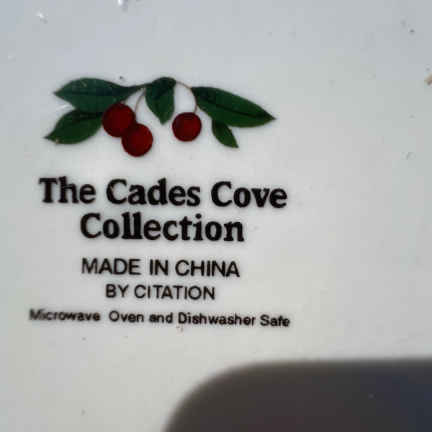 The Cades Cove
Collection
MADE IN CHINA
BY CITATION
Microwave Oven and Dishwasher Safe